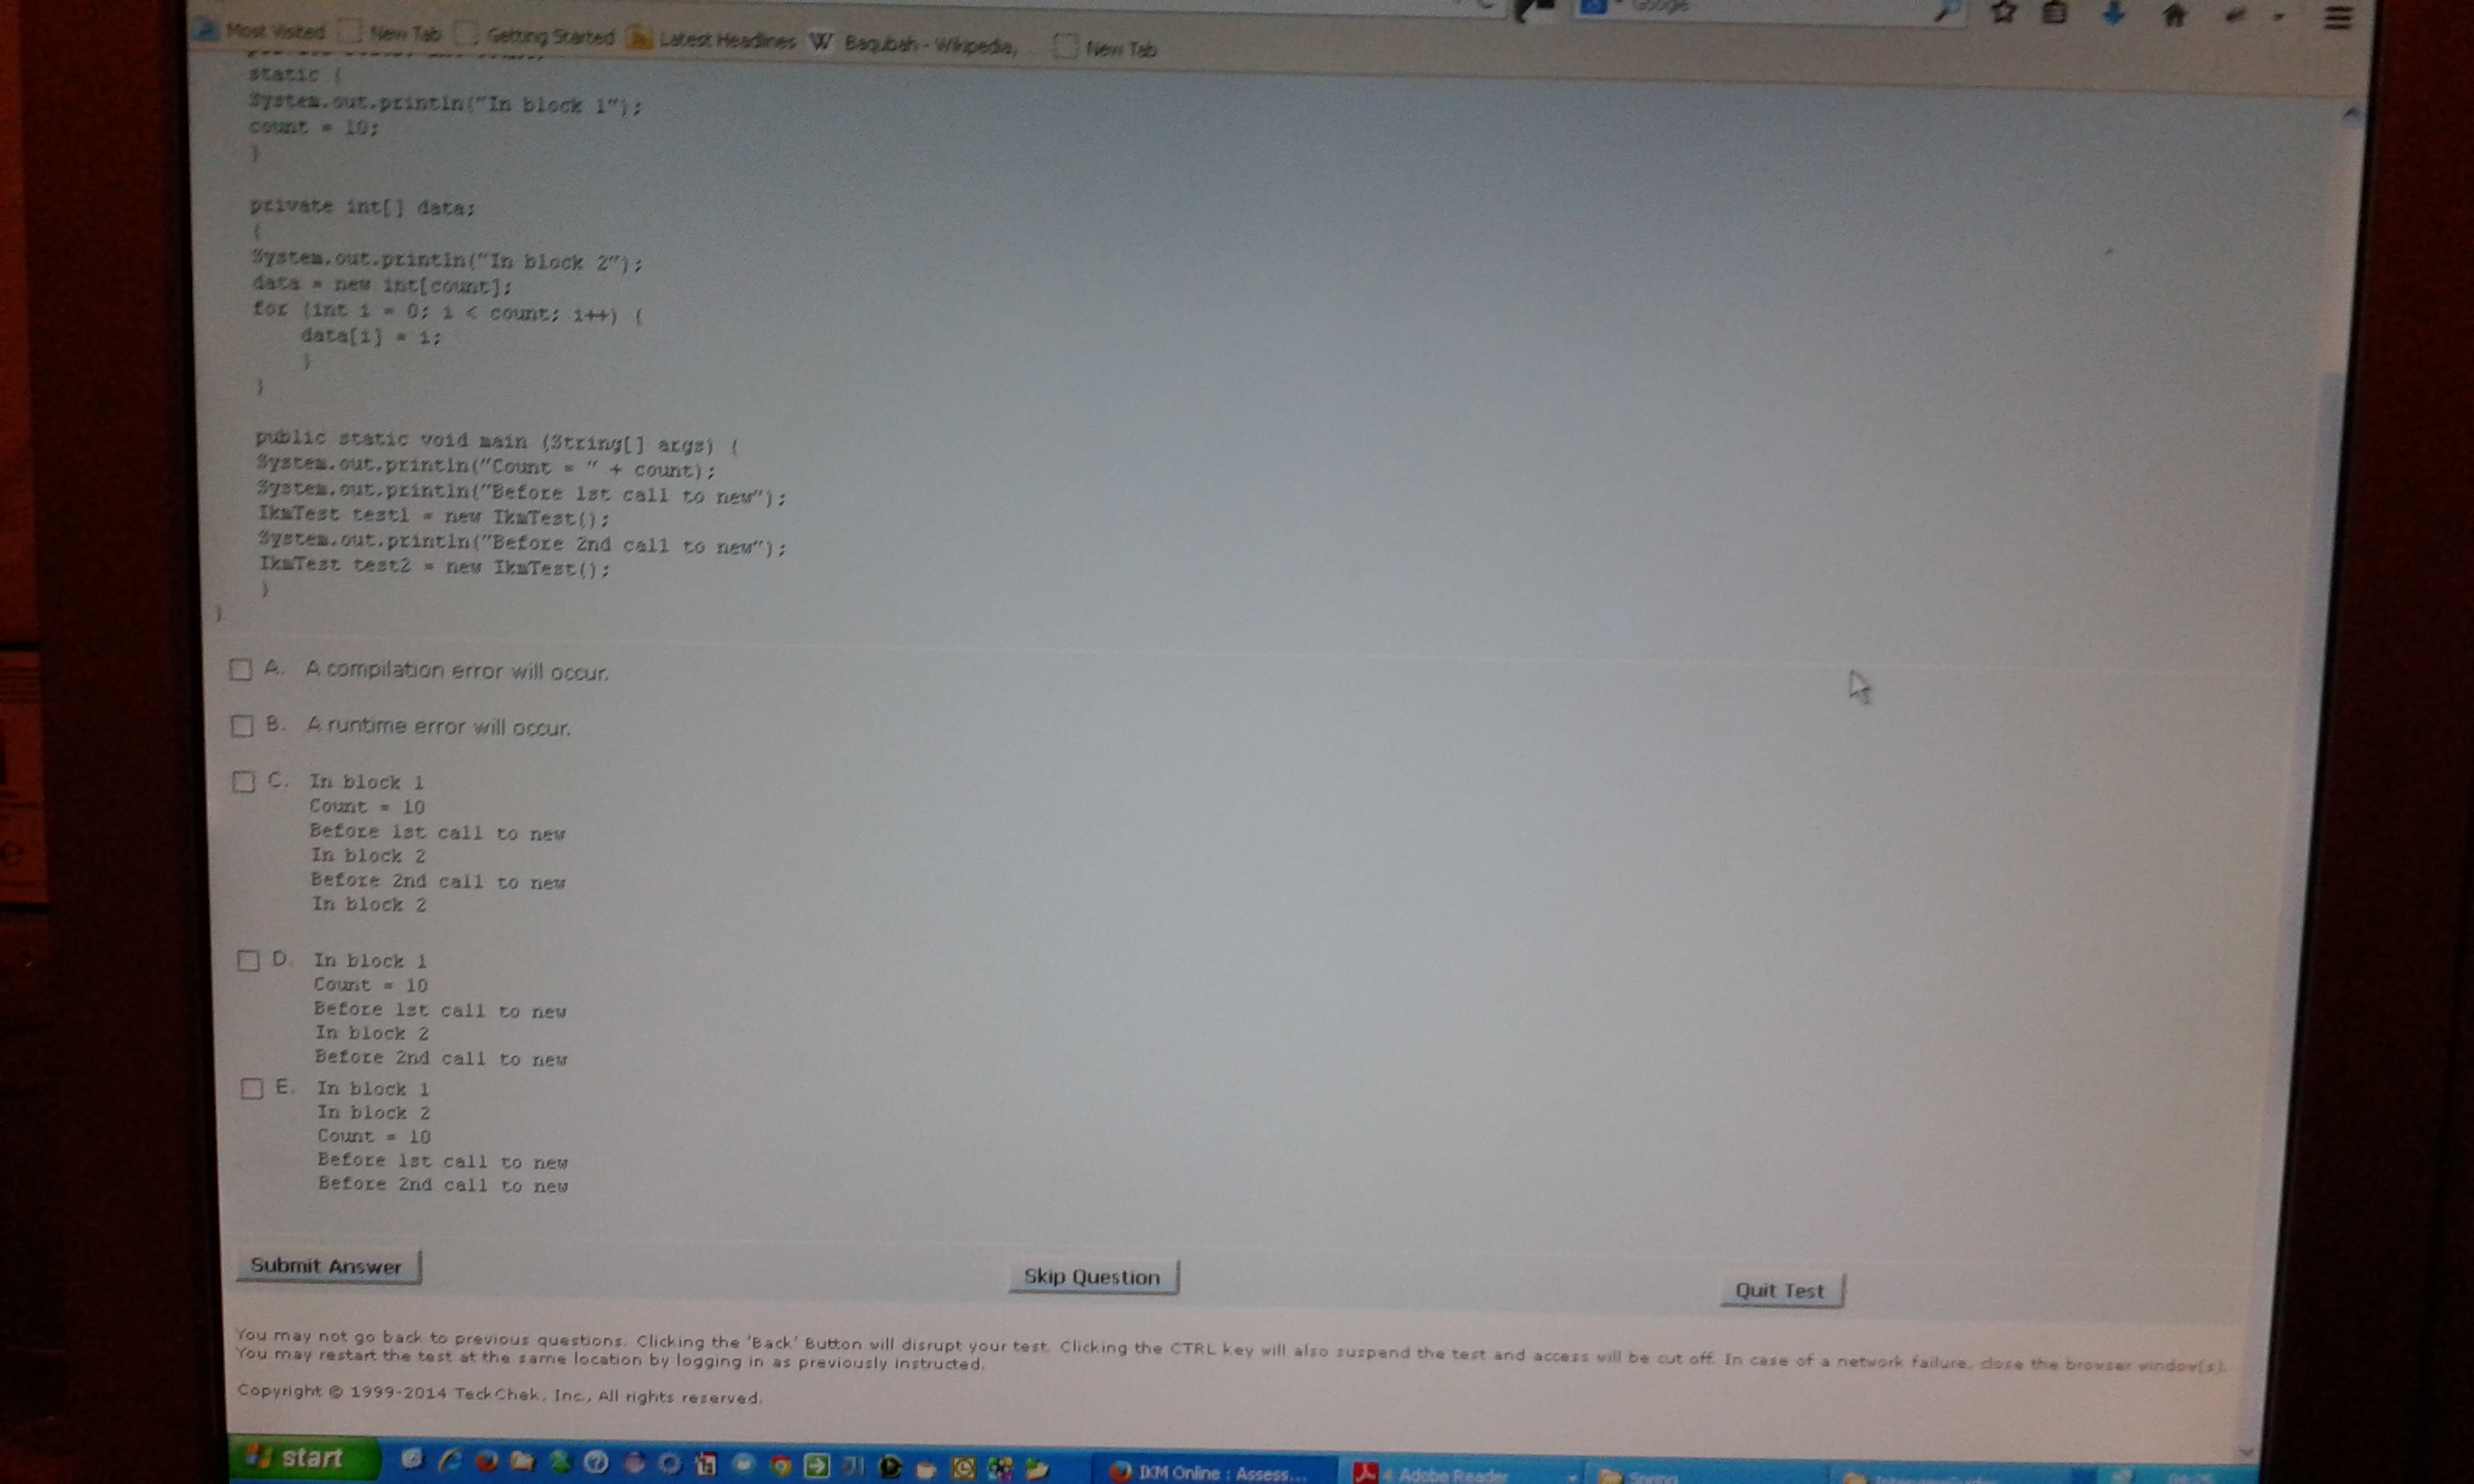 Google
Most Visited New Tab Getting Started Latest Headlines Baqubah - Wikipedia, New Tab
static {
System.out.println("In block 1");
count = 10;
}
private int[] data;
{
System.out.println("In block 2");
data = new int[count];
for (int i = 0; i < count; i++) {
data[i] = i;
}
}
public static void main (String[] args) {
System.out.println("Count = " + count);
System.out.println("Before 1st call to new");
IkmTest test1 = new IkmTest();
System.out.println("Before 2nd call to new");
IkmTest test2 = new IkmTest();
}
}
A. A compilation error will occur.
B. A runtime error will occur.
C. In block 1
Count = 10
Before 1st call to new
In block 2
Before 2nd call to new
In block 2
D. In block 1
Count = 10
Before 1st call to new
In block 2
Before 2nd call to new
E. In block 1
In block 2
Count = 10
Before 1st call to new
Before 2nd call to new
Submit Answer Skip Question Quit Test
You may not go back to previous questions. Clicking the 'Back' Button will disrupt your test. Clicking the CTRL key will also suspend the test and access will be cut off. In case of a network failure, close the browser window(s).
You may restart the test at the same location by logging in as previously instructed.
Copyright © 1999-2014 TeckChek, Inc., All rights reserved.
start IKM Online : Assess... 4 Adobe Reader Spring